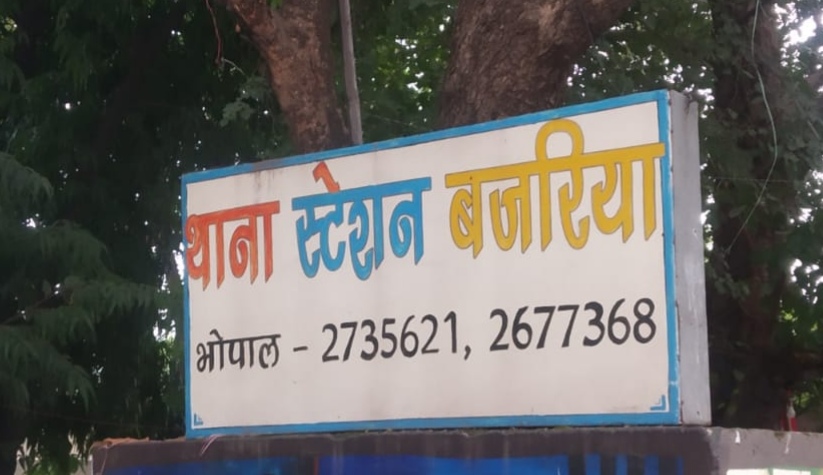 थाना स्टेशन बजरिया
भोपाल - 2735621, 2677368